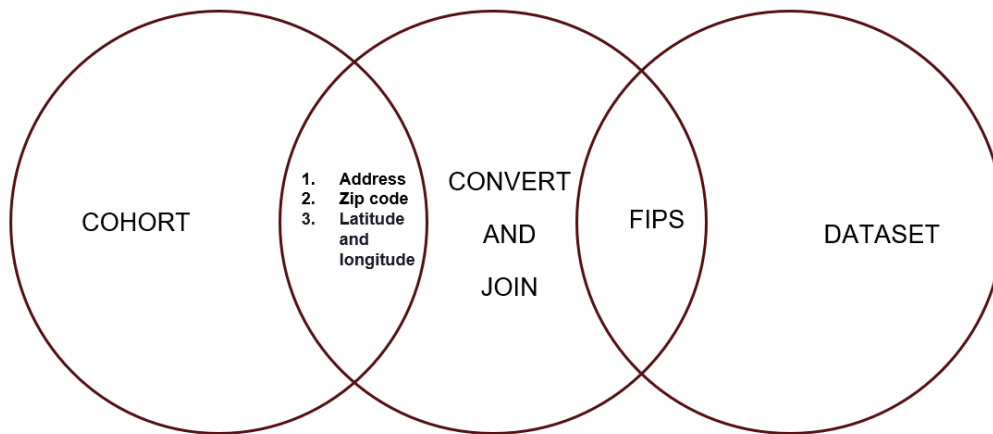 COHORT
1. Address
2. Zip code
3. Latitude
and
longitude
CONVERT
AND
JOIN
FIPS
DATASET